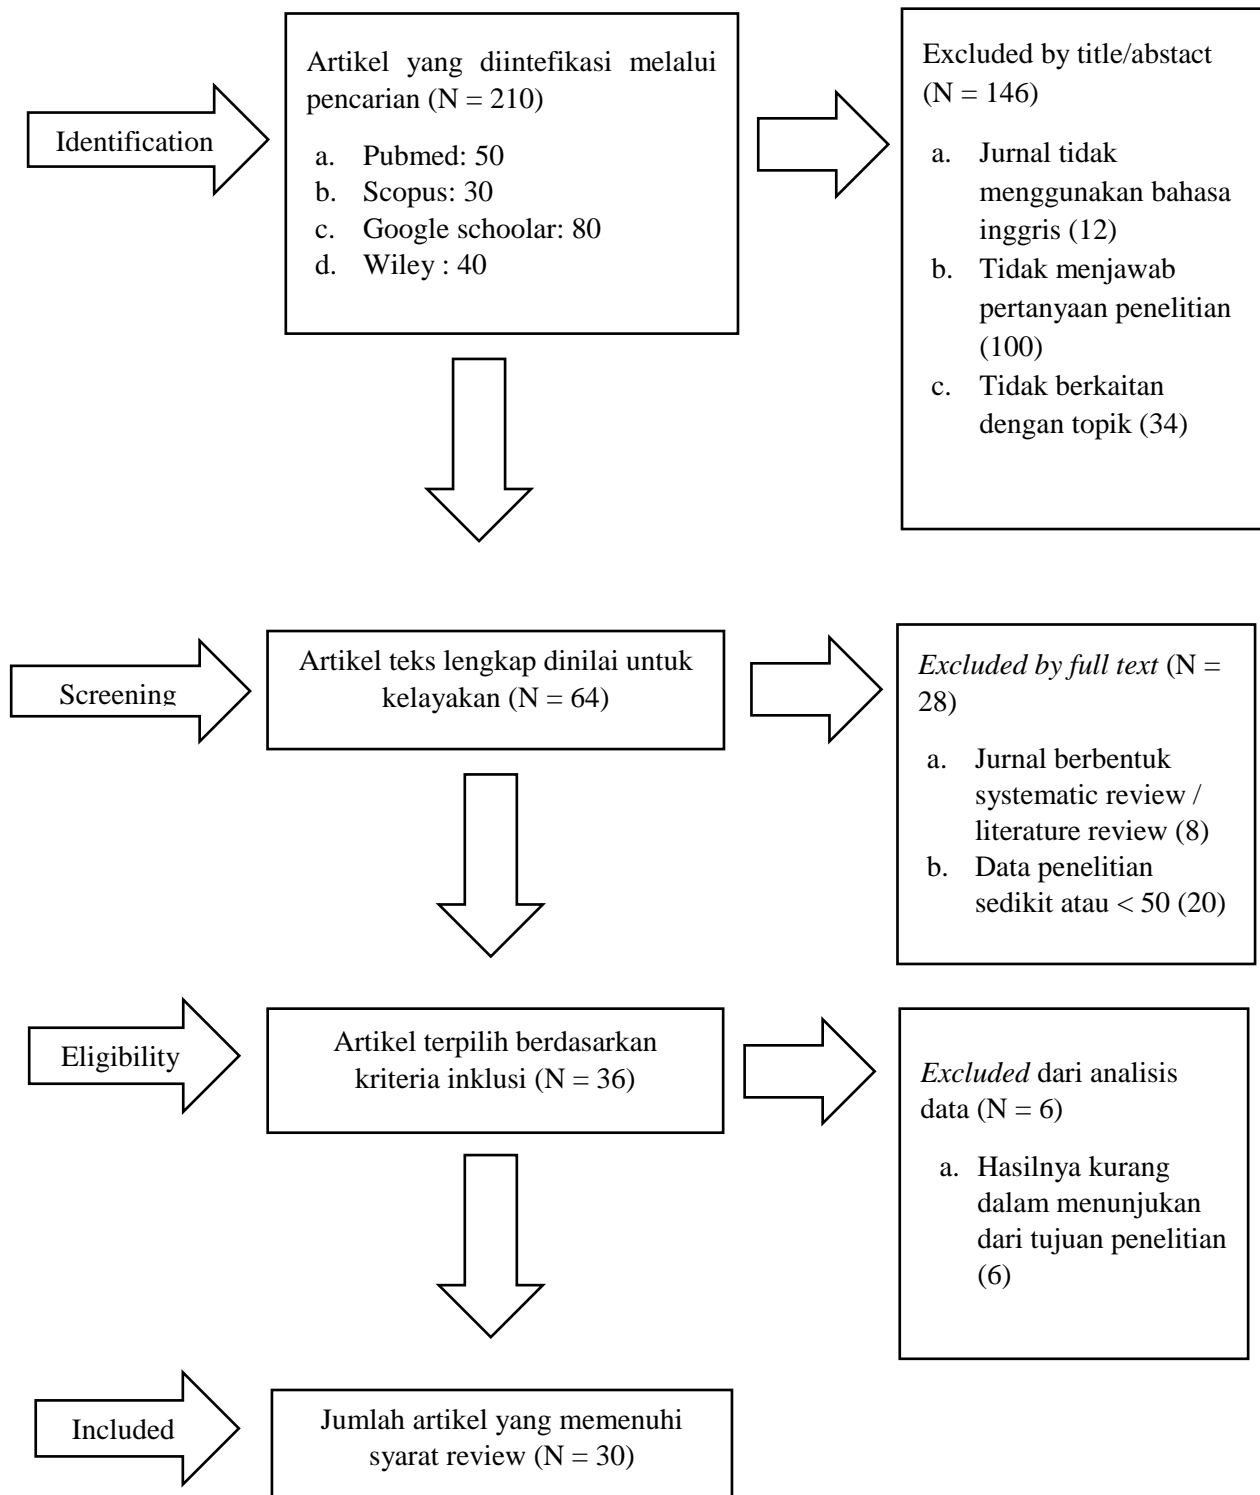 Identification
Artikel yang diintefikasi melalui
pencarian (N = 210)
a. Pubmed: 50
b. Scopus: 30
c. Google schoolar: 80
d. Wiley : 40
Excluded by title/abstact
(N = 146)
a. Jurnal tidak
menggunakan bahasa
inggris (12)
b. Tidak menjawab
pertanyaan penelitian
(100)
c. Tidak berkaitan
dengan topik (34)
Screening
Artikel teks lengkap dinilai untuk
kelayakan (N = 64)
Excluded by full text (N =
28)
a. Jurnal berbentuk
systematic review /
literature review (8)
b. Data penelitian
sedikit atau < 50 (20)
Eligibility
Artikel terpilih berdasarkan
kriteria inklusi (N = 36)
Excluded dari analisis
data (N = 6)
a. Hasilnya kurang
dalam menunjukan
dari tujuan penelitian
(6)
Included
Jumlah artikel yang memenuhi
syarat review (N = 30)